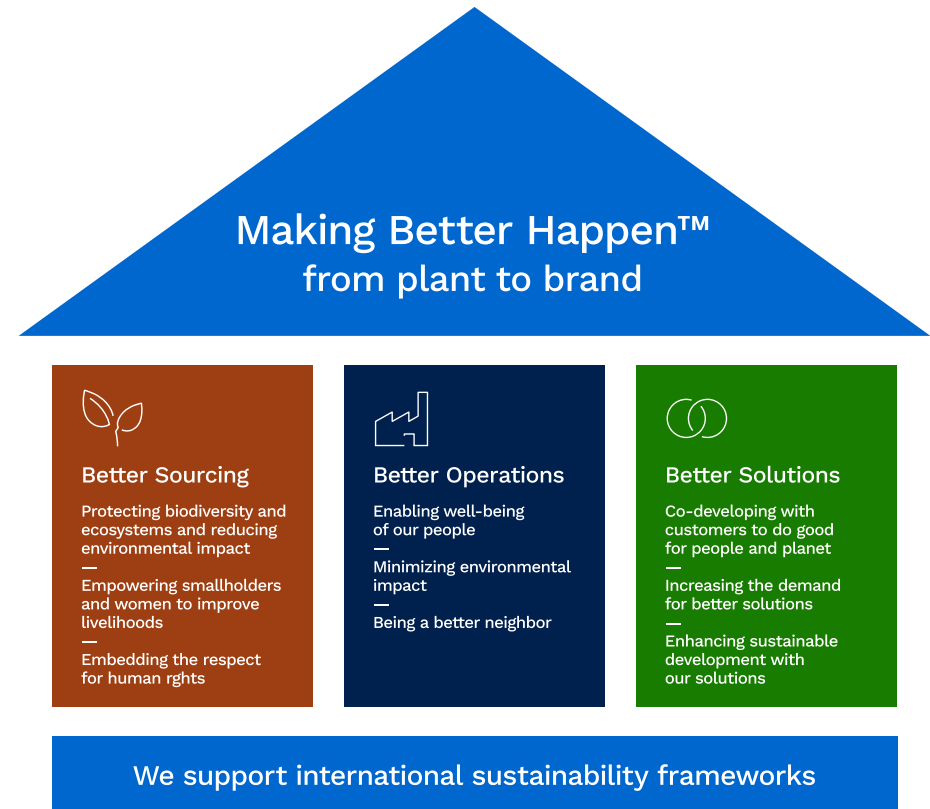 Making Better Happen™
from plant to brand
Better Sourcing
Protecting biodiversity and
ecosystems and reducing
environmental impact
Empowering smallholders
and women to improve
livelihoods
Embedding the respect
for human rghts
Better Operations
Enabling well-being
of our people
Minimizing environmental
impact
Being a better neighbor
Better Solutions
Co-developing with
customers to do good
for people and planet
Increasing the demand
for better solutions
Enhancing sustainable
development with
our solutions
We support international sustainability frameworks